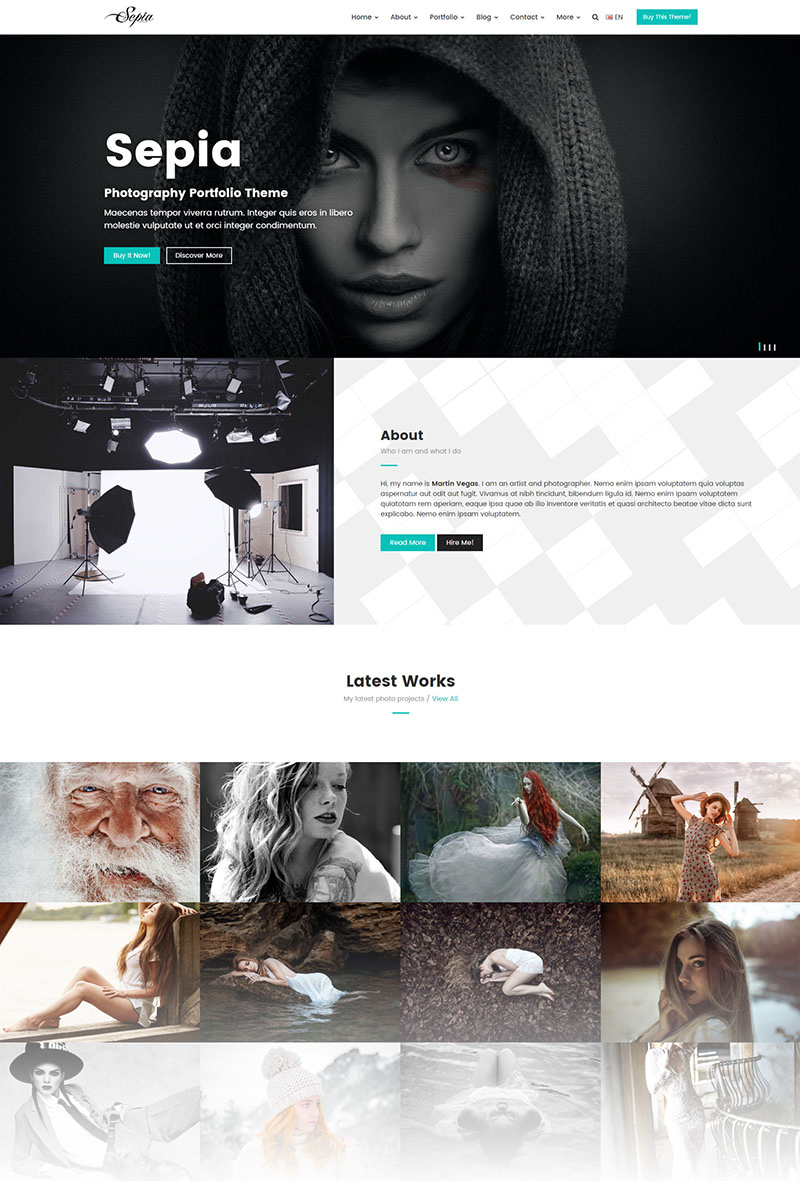 Sepia
Home About Portfolio Blog Contact More EN Buy This Theme!
Sepia
Photography Portfolio Theme
Maecenas tempor viverra rutrum. Integer quis eros in libero
molestie vulputate ut et orci integer condimentum.
Buy It Now! Discover More
About
Who I am and what I do
Hi, my name is Martin Vegas. I am an artist and photographer. Nemo enim ipsam voluptatem quia voluptas
aspernatur aut odit aut fugit. Vivamus at nibh tincidunt, bibendum ligula id. Nemo enim ipsam voluptatem
quiatotam rem aperiam, eaque ipsa quae ab illo inventore veritatis et quasi architecto beatae vitae dicta sunt
explicabo. Nemo enim ipsam voluptatem,
Read More Hire Me!
Latest Works
My latest photo projects / View All